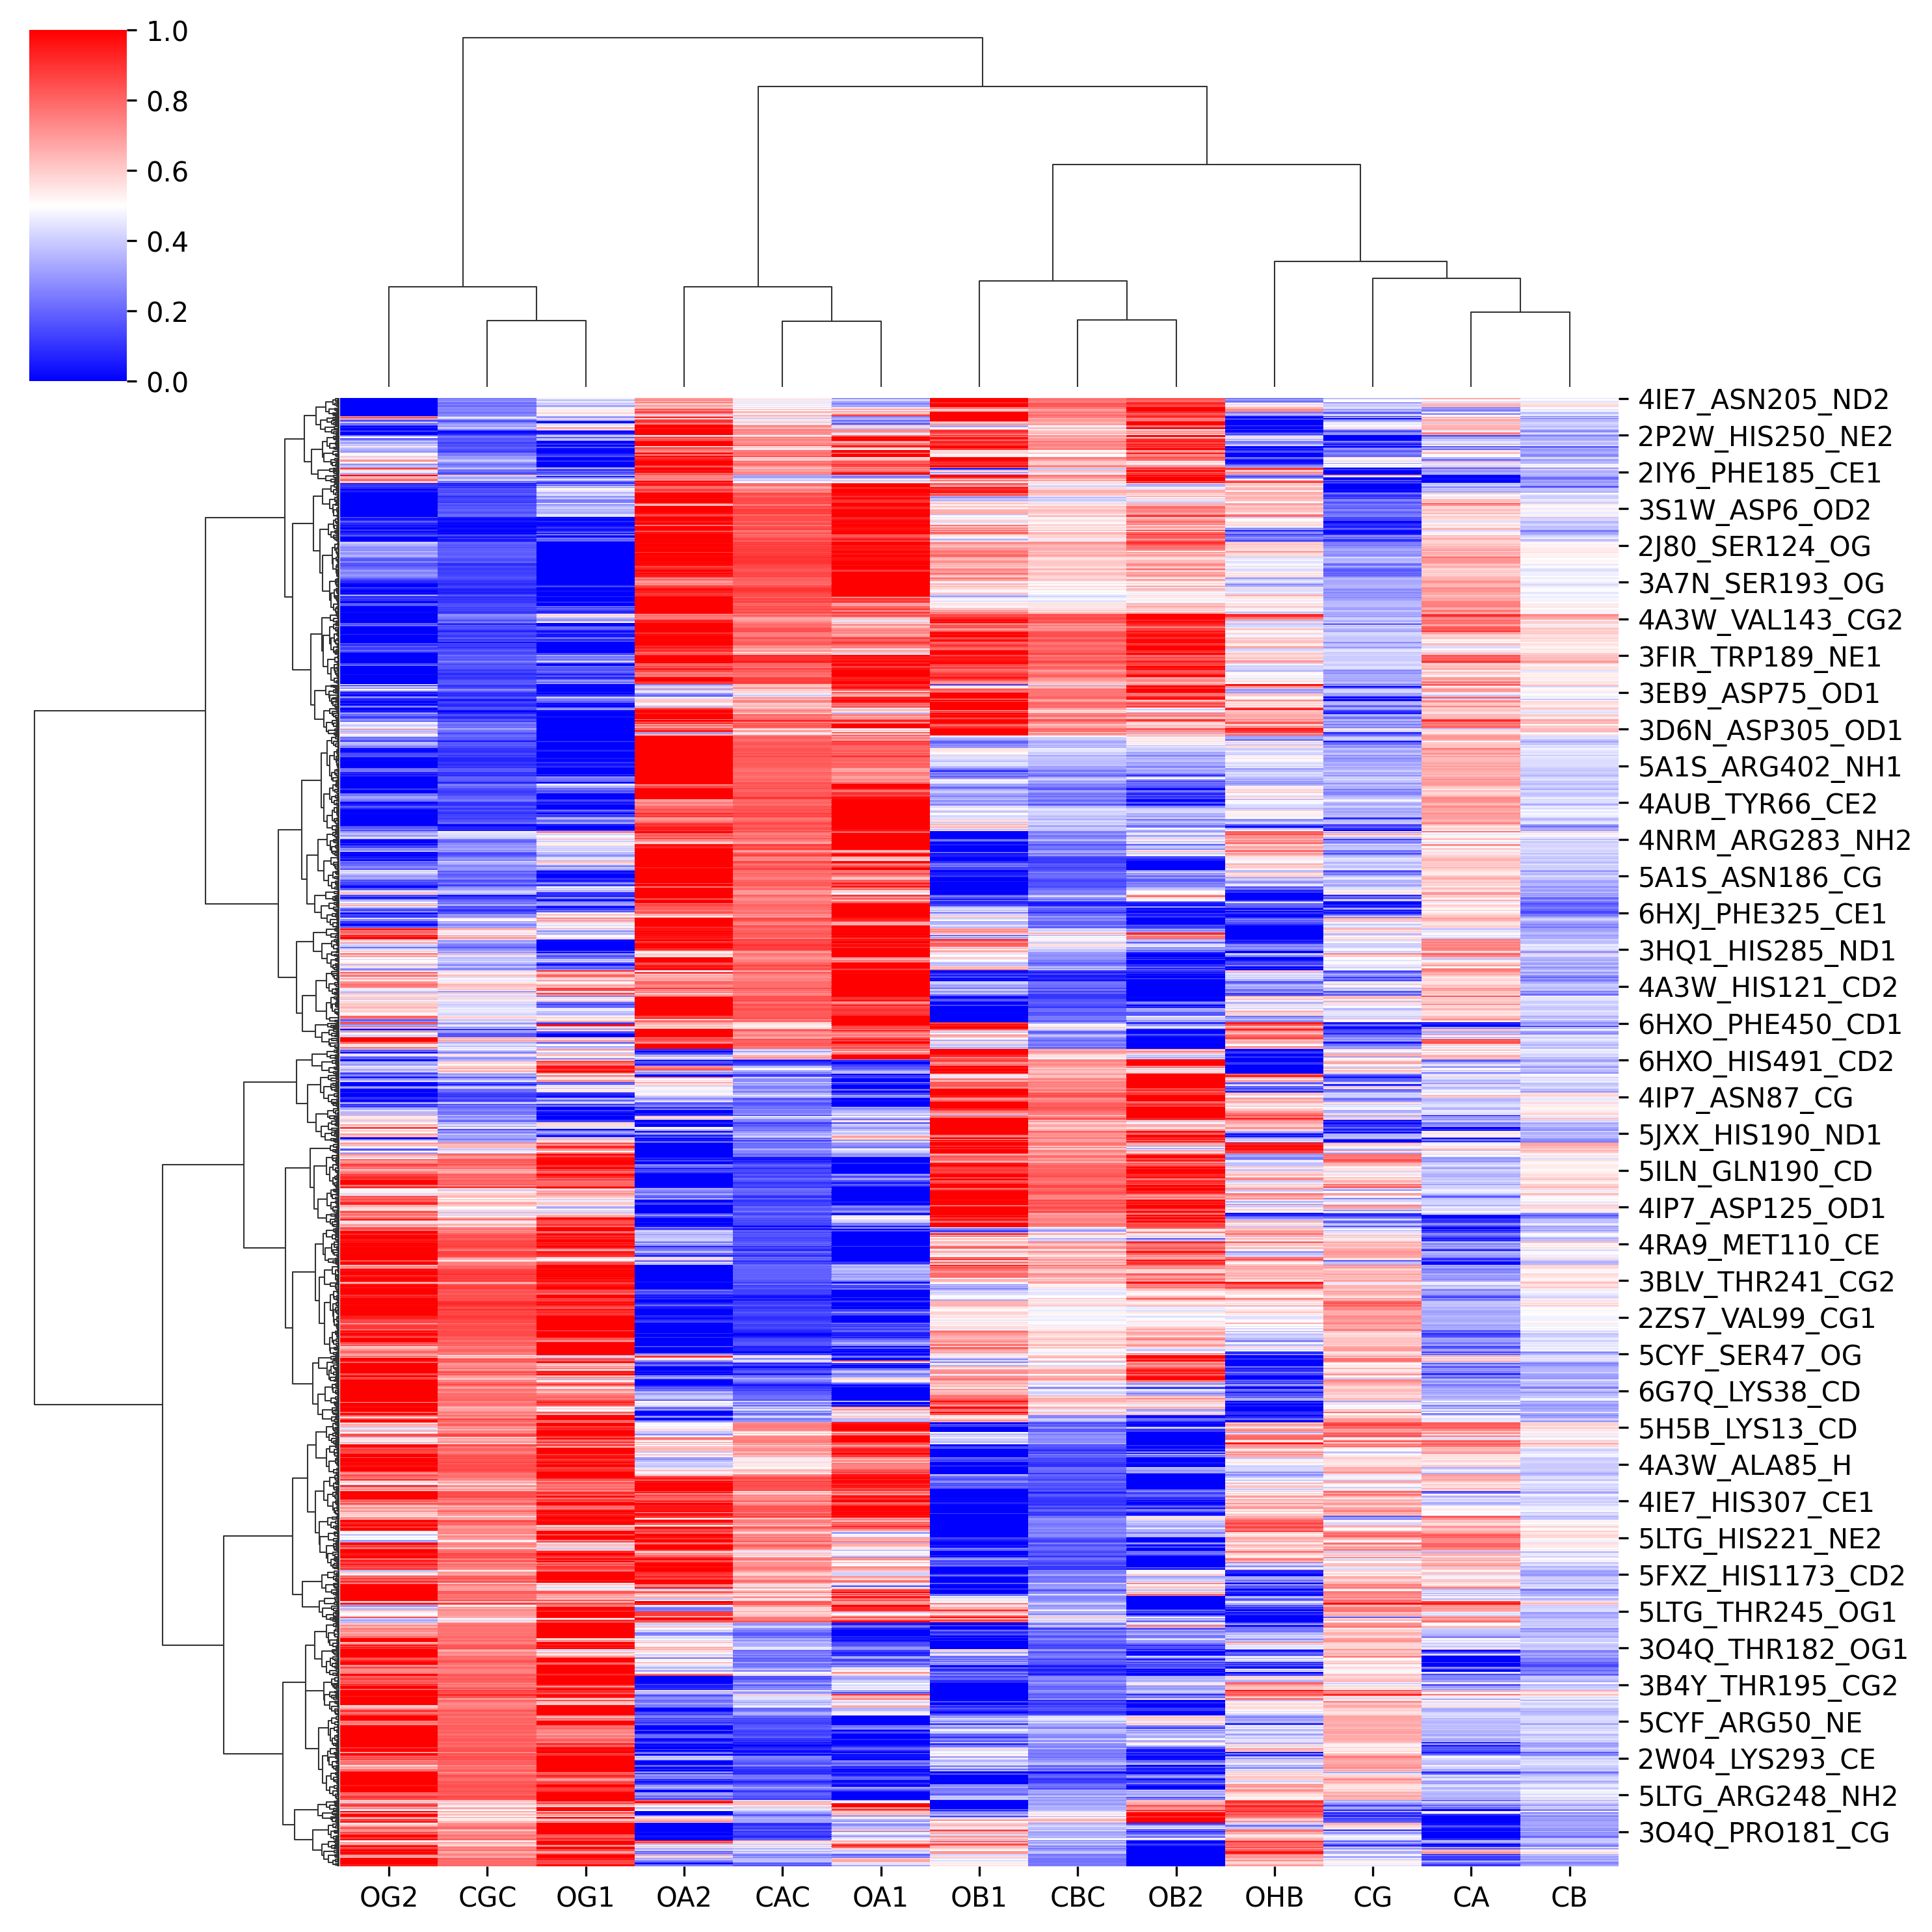 1.0
0.8
0.6
0.4
0.2
0.0
4IE7_ASN205_ND2
2P2W_HIS250_NE2
2IY6_PHE185_CE1
3S1W_ASP6_OD2
2J80_SER124_OG
3A7N_SER193_OG
4A3W_VAL143_CG2
3FIR_TRP189_NE1
3EB9_ASP75_OD1
3D6N_ASP305_OD1
5A1S_ARG402_NH1
4AUB_TYR66_CE2
4NRM_ARG283_NH2
5A1S_ASN186_CG
6HXJ_PHE325_CE1
3HQ1_HIS285_ND1
4A3W_HIS121_CD2
6HXO_PHE450_CD1
6HXO_HIS491_CD2
4IP7_ASN87_CG
5JXX_HIS190_ND1
5ILN_GLN190_CD
4IP7_ASP125_OD1
4RA9_MET110_CE
3BLV_THR241_CG2
2ZS7_VAL99_CG1
5CYF_SER47_OG
6G7Q_LYS38_CD
5H5B_LYS13_CD
4A3W_ALA85_H
4IE7_HIS307_CE1
5LTG_HIS221_NE2
5FXZ_HIS1173_CD2
5LTG_THR245_OG1
3O4Q_THR182_OG1
3B4Y_THR195_CG2
5CYF_ARG50_NE
2W04_LYS293_CE
5LTG_ARG248_NH2
3O4Q_PRO181_CG
OG2 CGC OG1 OA2 CAC OA1 OB1 CBC OB2 OHB CG CA CB